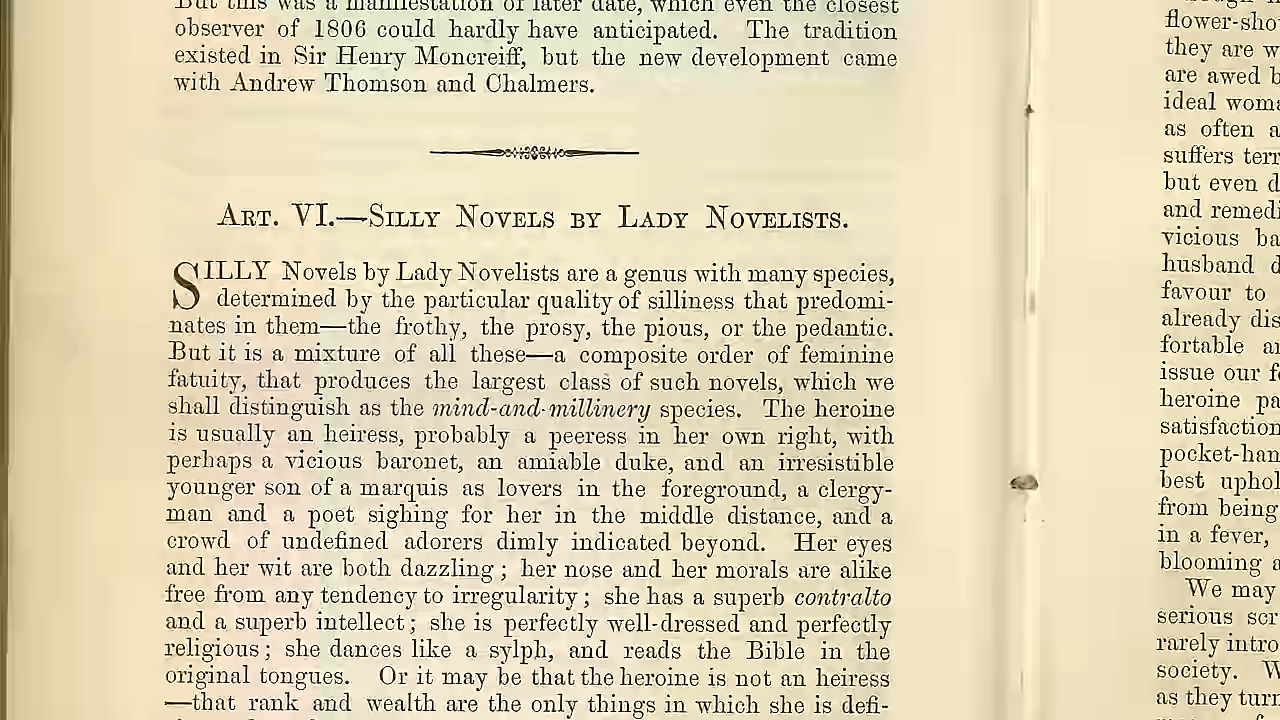 But this was a manifestation of later date, which even the closest
observer of 1806 could hardly have anticipated. The tradition
existed in Sir Henry Moncreiff, but the new development came
with Andrew Thomson and Chalmers.
ART. VI.—SILLY NOVELS BY LADY NOVELISTS.
SILLY Novels by Lady Novelists are a genus with many species,
determined by the particular quality of silliness that predomi-
nates in them—the frothy, the prosy, the pious, or the pedantic.
But it is a mixture of all these—a composite order of feminine
fatuity, that produces the largest class of such novels, which we
shall distinguish as the mind-and-millinery species. The heroine
is usually an heiress, probably a peeress in her own right, with
perhaps a vicious baronet, an amiable duke, and an irresistible
younger son of a marquis as lovers in the foreground, a clergy-
man and a poet sighing for her in the middle distance, and a
crowd of undefined adorers dimly indicated beyond. Her eyes
and her wit are both dazzling; her nose and her morals are alike
free from any tendency to irregularity; she has a superb contralto
and a superb intellect; she is perfectly well-dressed and perfectly
religious; she dances like a sylph, and reads the Bible in the
original tongues. Or it may be that the heroine is not an heiress
—that rank and wealth are the only things in which she is defi-
flower-sho
they are w
are awed b
ideal woma
as often a
suffers terr
but even d
and remedi
vicious ba
husband d
favour to
already dis
fortable an
issue our f
heroine pa
satisfaction
pocket-han
best uphol
from being
in a fever,
blooming a
We may
serious scr
rarely intro
society. W
as they turn